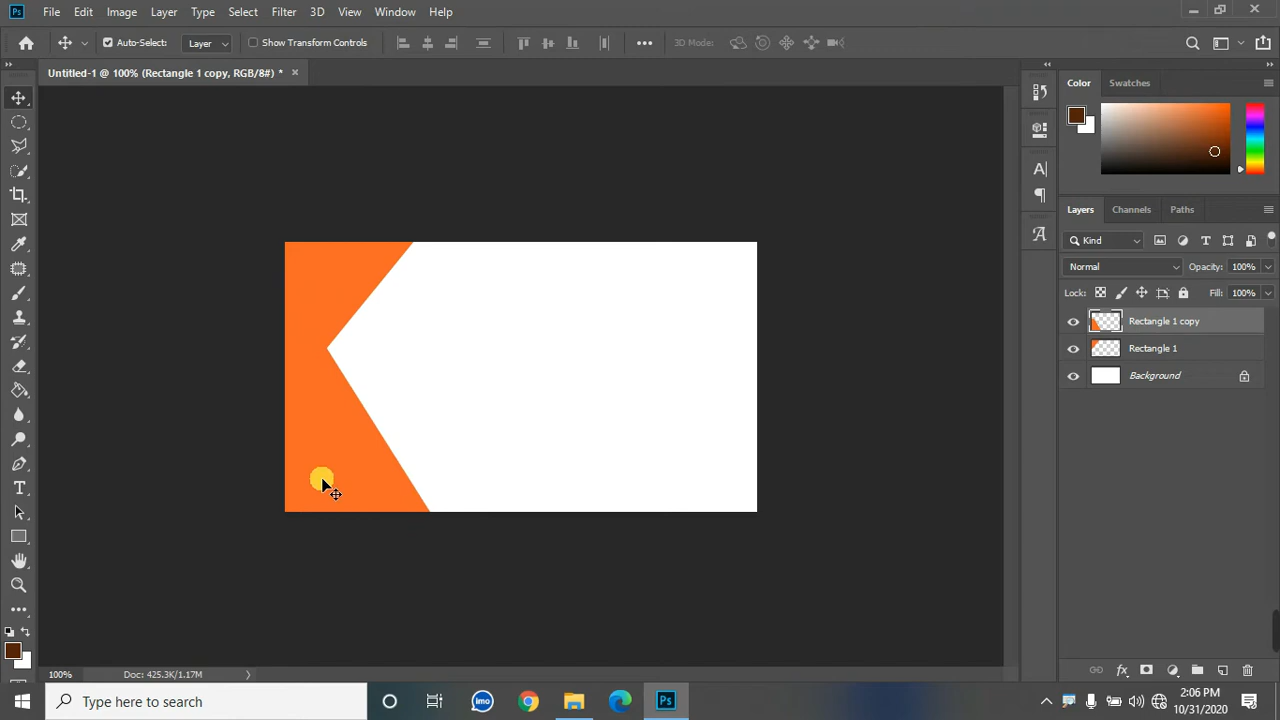 Ps File Edit Image Layer Type Select Filter 3D View Window Help
Auto-Select: Layer Show Transform Controls 3D Mode:
Untitled-1 @ 100% (Rectangle 1 copy, RGB/8#) *
Color Swatches
Layers Channels Paths
Kind
Normal Opacity: 100%
Lock: Fill: 100%
Rectangle 1 copy
Rectangle 1
Background
100% Doc: 425.3K/1.17M
Type here to search
imo
Ps
2:06 PM
10/31/2020